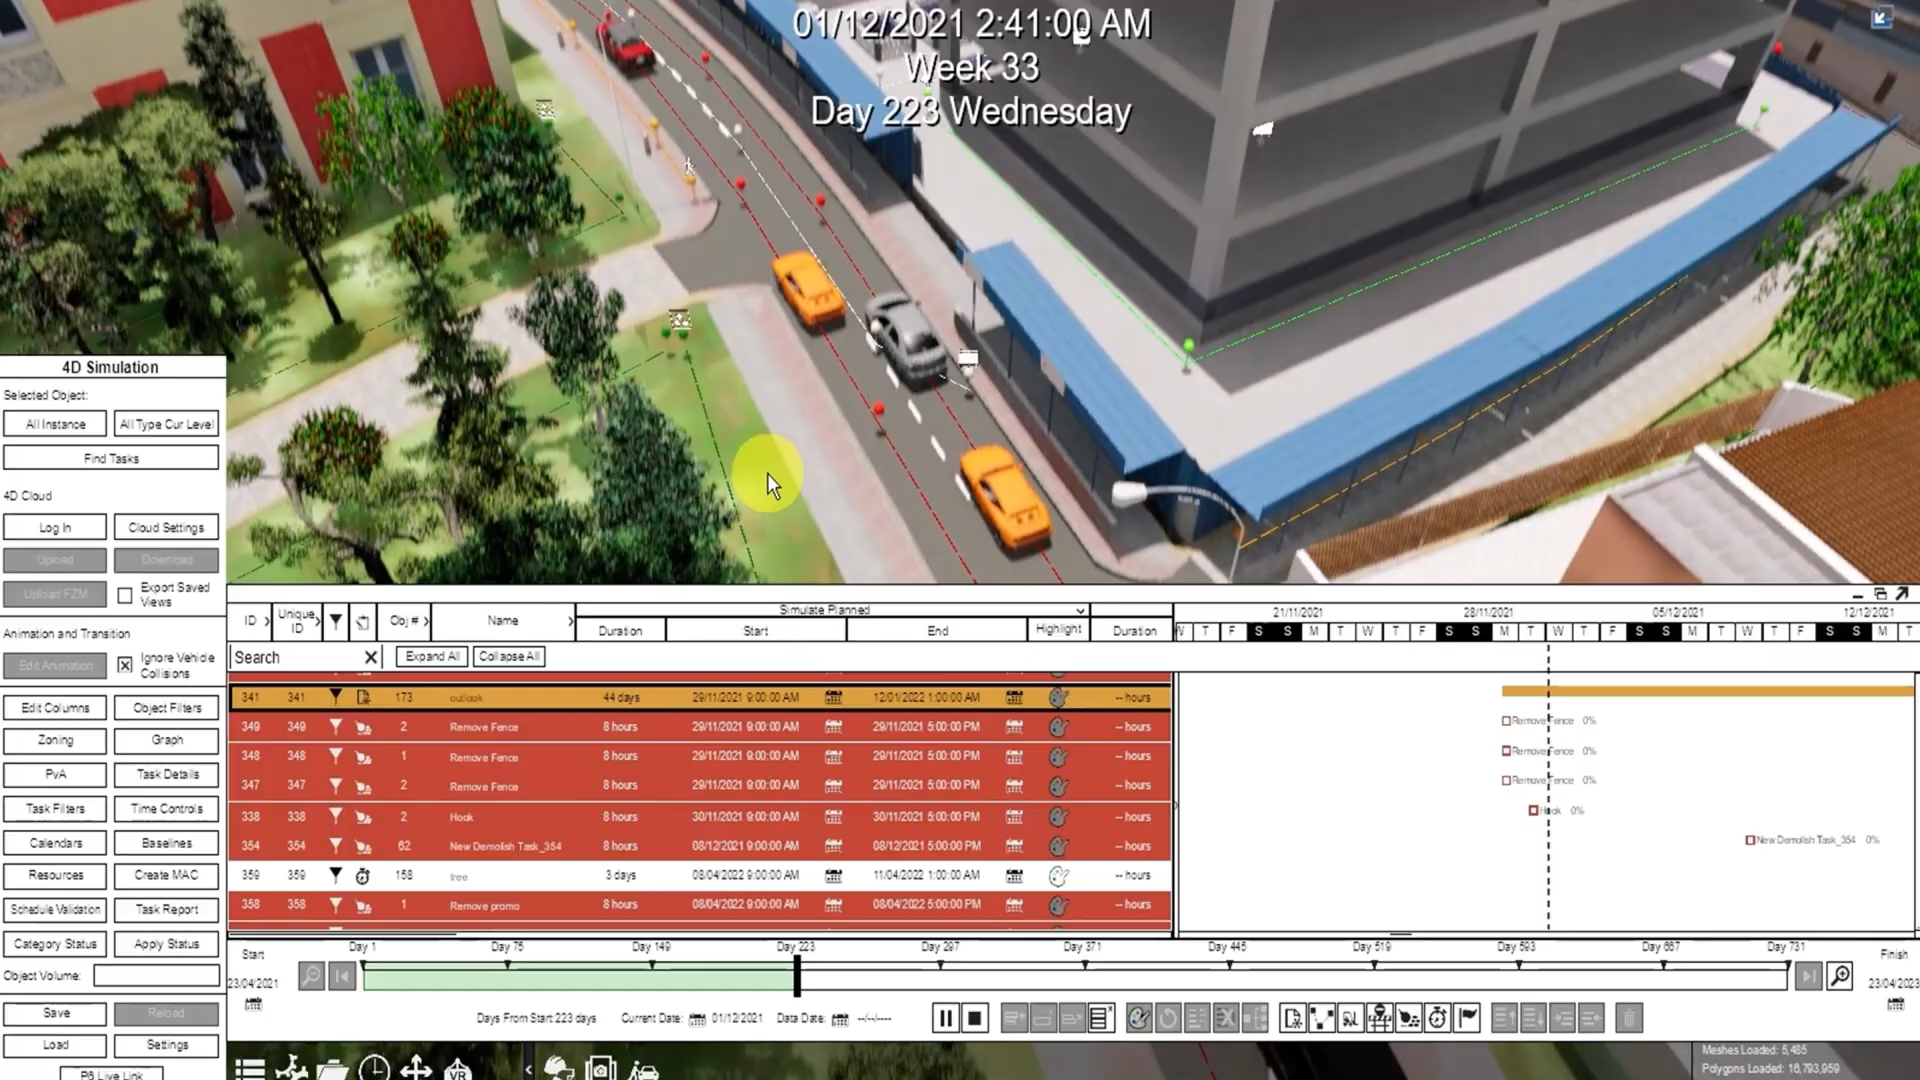 01/12/2021 2:41:00 AM
Week 33
Day 223 Wednesday
4D Simulation
Selected Object:
All Instance
All Type Cur Level
Find Tasks
4D Cloud
Log In
Cloud Settings
Upload
Download
Upload FZM
Export Saved Views
Animation and Transition
Edit Animation
Ignore Vehicle Collisions
Edit Columns
Object Filters
Zoning
Graph
PvA
Task Details
Task Filters
Time Controls
Calendars
Baselines
Resources
Create MAC
Schedule Validation
Task Report
Category Status
Apply Status
Object Volume:
Save
Reload
Load
Settings
P6 Live Link
ID Unique ID Obj # Name Simulate Planned
Duration Start End Highlight Duration
21/11/2021 28/11/2021 05/12/2021 12/12/2021
W T F S S M T W T F S S M T W T F S S M T W T F S S M T
Search X Expand All Collapse All
341 341 173 outlook 44 days 29/11/2021 9:00:00 AM 12/01/2022 1:00:00 AM -- hours
349 349 2 Remove Fence 8 hours 29/11/2021 9:00:00 AM 29/11/2021 5:00:00 PM -- hours Remove Fence 0%
348 348 1 Remove Fence 8 hours 29/11/2021 9:00:00 AM 29/11/2021 5:00:00 PM -- hours Remove Fence 0%
347 347 2 Remove Fence 8 hours 29/11/2021 9:00:00 AM 29/11/2021 5:00:00 PM -- hours Remove Fence 0%
338 338 2 Hook 8 hours 30/11/2021 9:00:00 AM 30/11/2021 5:00:00 PM -- hours Hook 0%
354 354 62 New Demolish Task_354 8 hours 08/12/2021 9:00:00 AM 08/12/2021 5:00:00 PM -- hours New Demolish Task_354 0%
359 359 158 tree 3 days 08/04/2022 9:00:00 AM 11/04/2022 1:00:00 AM -- hours
358 358 1 Remove promo 8 hours 08/04/2022 9:00:00 AM 08/04/2022 5:00:00 PM -- hours
Start Day 1 Day 75 Day 149 Day 223 Day 297 Day 371 Day 445 Day 519 Day 593 Day 667 Day 731 Finish
23/04/2021 23/04/2023
Days From Start 223 days Current Date: 01/12/2021 Data Date: --/--/----
VR
Meshes Loaded: 5,485
Polygons Loaded: 16,793,959